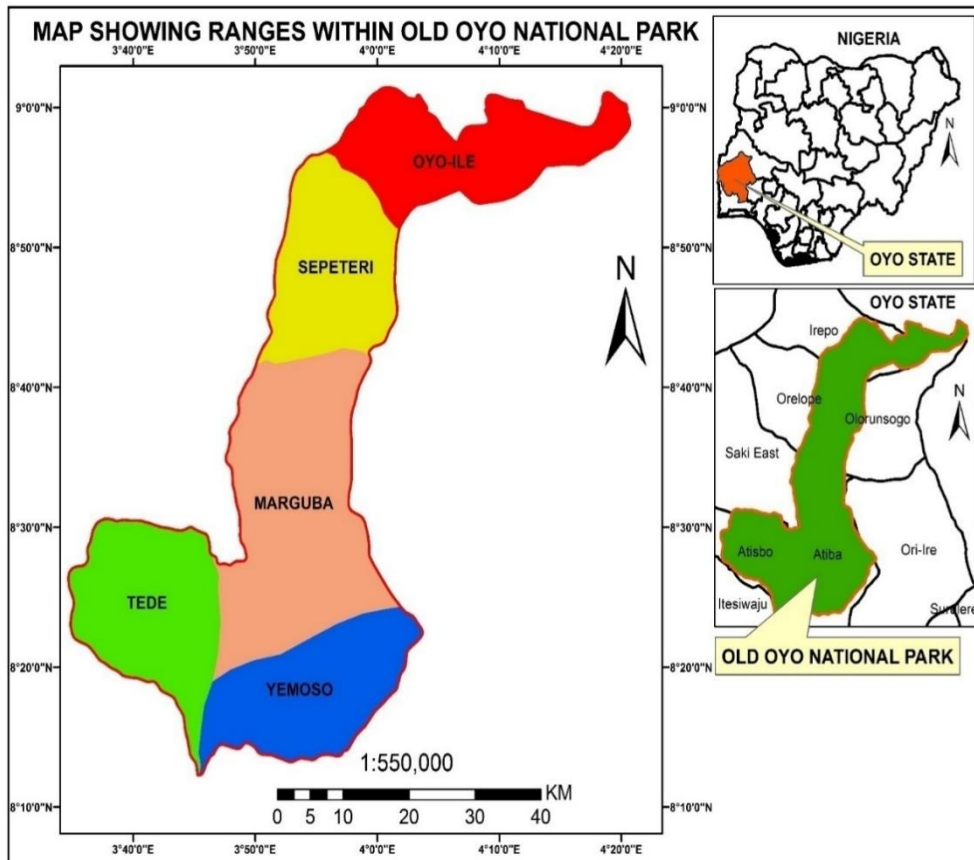 MAP SHOWING RANGES WITHIN OLD OYO NATIONAL PARK
3°40'0"E 3°50'0"E 4°0'0"E 4°10'0"E 4°20'0"E
9°0'0"N
9°0'0"N
OYO-ILE
8°50'0"N
8°50'0"N
SEPETERI
N
8°40'0"N
8°40'0"N
MARGUBA
8°30'0"N
8°30'0"N
TEDE
8°20'0"N
8°20'0"N
YEMOSO
1:550,000
KM
0 5 10 20 30 40
8°10'0"N
8°10'0"N
3°40'0"E 3°50'0"E 4°0'0"E 4°10'0"E 4°20'0"E
NIGERIA
N
OYO STATE
OYO STATE
Irepo
N
Orelope
Olorunsogo
Saki East
Ori-Ire
Atisbo
Atiba
Itesiwaju
Surulere
OLD OYO NATIONAL PARK